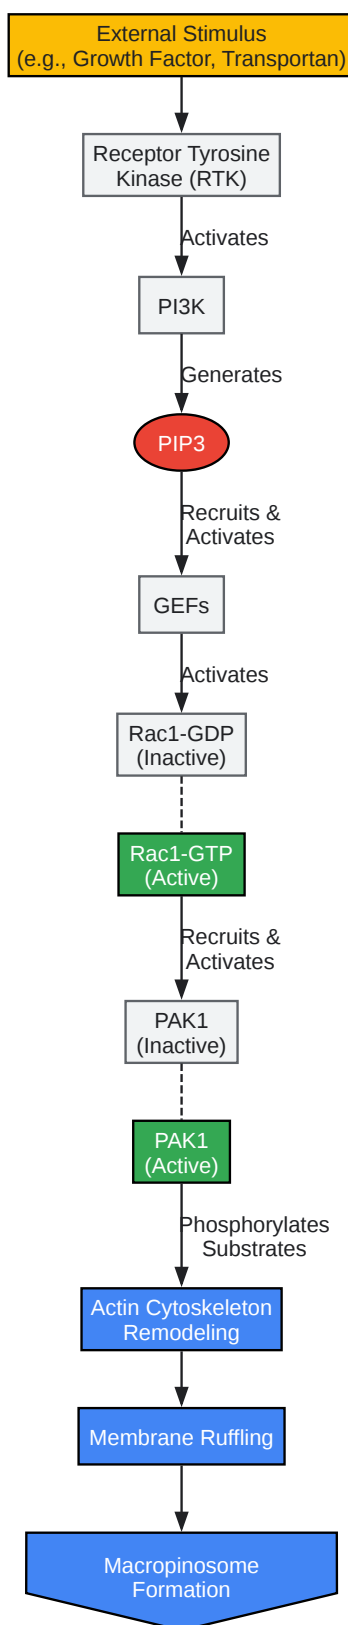 External Stimulus
(e.g., Growth Factor, Transportan)
Receptor Tyrosine
Kinase (RTK)
Activates
PI3K
Generates
PIP3
Recruits &
Activates
GEFs
Activates
Rac1-GDP
(Inactive)
Rac1-GTP
(Active)
Recruits &
Activates
PAK1
(Inactive)
PAK1
(Active)
Phosphorylates
Substrates
Actin Cytoskeleton
Remodeling
Membrane Ruffling
Macropinosome
Formation